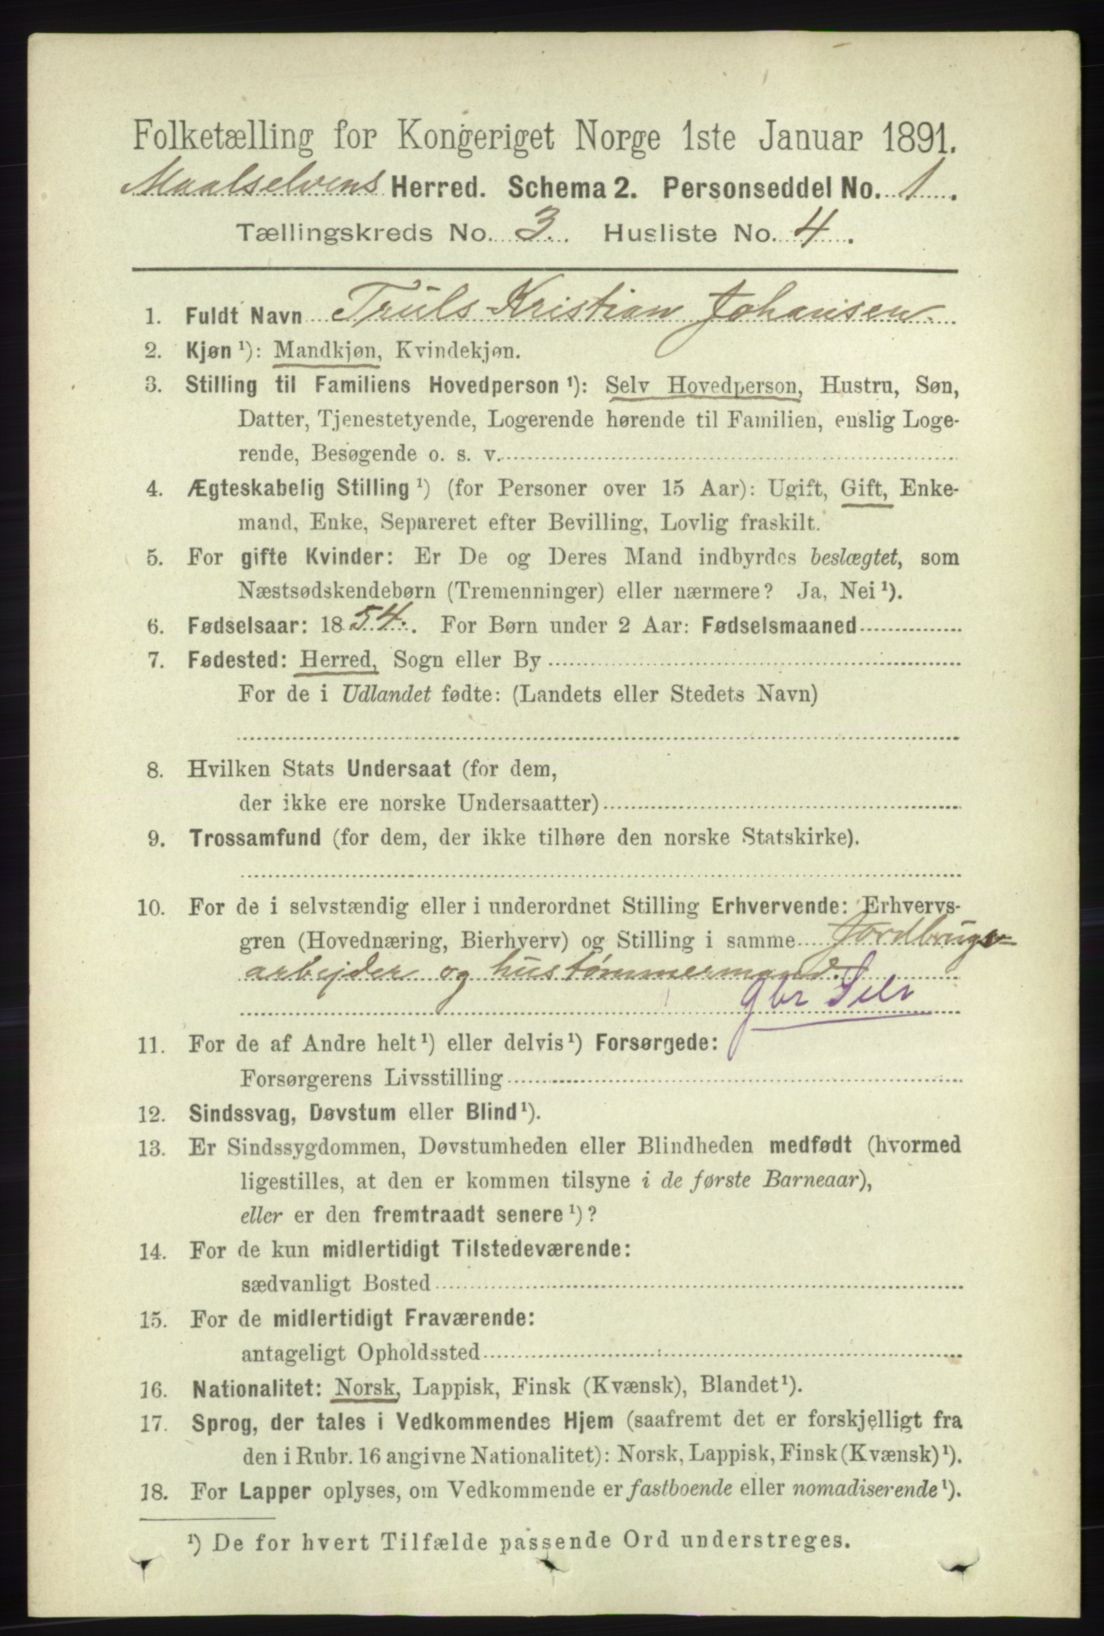 Folketælling for Kongeriget Norge 1ste Januar 1891.
Maalselvens Herred. Schema 2. Personseddel No. 1.
Tællingskreds No. 3. Husliste No. 4.
1. Fuldt Navn Truls Kristian Johansen.
2. Kjøn ¹): Mandkjøn, Kvindekjøn.
3. Stilling til Familiens Hovedperson ¹): Selv Hovedperson, Hustru, Søn,
Datter, Tjenestetyende, Logerende hørende til Familien, enslig Loge-
rende, Besøgende o. s. v.
4. Ægteskabelig Stilling ¹) (for Personer over 15 Aar): Ugift, Gift, Enke-
mand, Enke, Separeret efter Bevilling, Lovlig fraskilt.
5. For gifte Kvinder: Er De og Deres Mand indbyrdes beslægtet, som
Næstsødskendebørn (Tremenninger) eller nærmere? Ja, Nei ¹).
6. Fødselsaar: 1854. For Børn under 2 Aar: Fødselsmaaned
7. Fødested: Herred, Sogn eller By
For de i Udlandet fødte: (Landets eller Stedets Navn)
8. Hvilken Stats Undersaat (for dem,
der ikke ere norske Undersaatter)
9. Trossamfund (for dem, der ikke tilhøre den norske Statskirke).
10. For de i selvstændig eller i underordnet Stilling Erhvervende: Erhvervs-
gren (Hovednæring, Bierhverv) og Stilling i samme Jordbrugs-
arbejder og hustømmermand.
gbr Selv
11. For de af Andre helt ¹) eller delvis ¹) Forsørgede:
Forsørgerens Livsstilling
12. Sindssvag, Døvstum eller Blind ¹).
13. Er Sindssygdommen, Døvstumheden eller Blindheden medfødt (hvormed
ligestilles, at den er kommen tilsyne i de første Barneaar),
eller er den fremtraadt senere ¹)?
14. For de kun midlertidigt Tilstedeværende:
sædvanligt Bosted
15. For de midlertidigt Fraværende:
antageligt Opholdssted
16. Nationalitet: Norsk, Lappisk, Finsk (Kvænsk), Blandet ¹).
17. Sprog, der tales i Vedkommendes Hjem (saafremt det er forskjelligt fra
den i Rubr. 16 angivne Nationalitet): Norsk, Lappisk, Finsk (Kvænsk) ¹).
18. For Lapper oplyses, om Vedkommende er fastboende eller nomadiserende ¹).
¹) De for hvert Tilfælde passende Ord understreges.